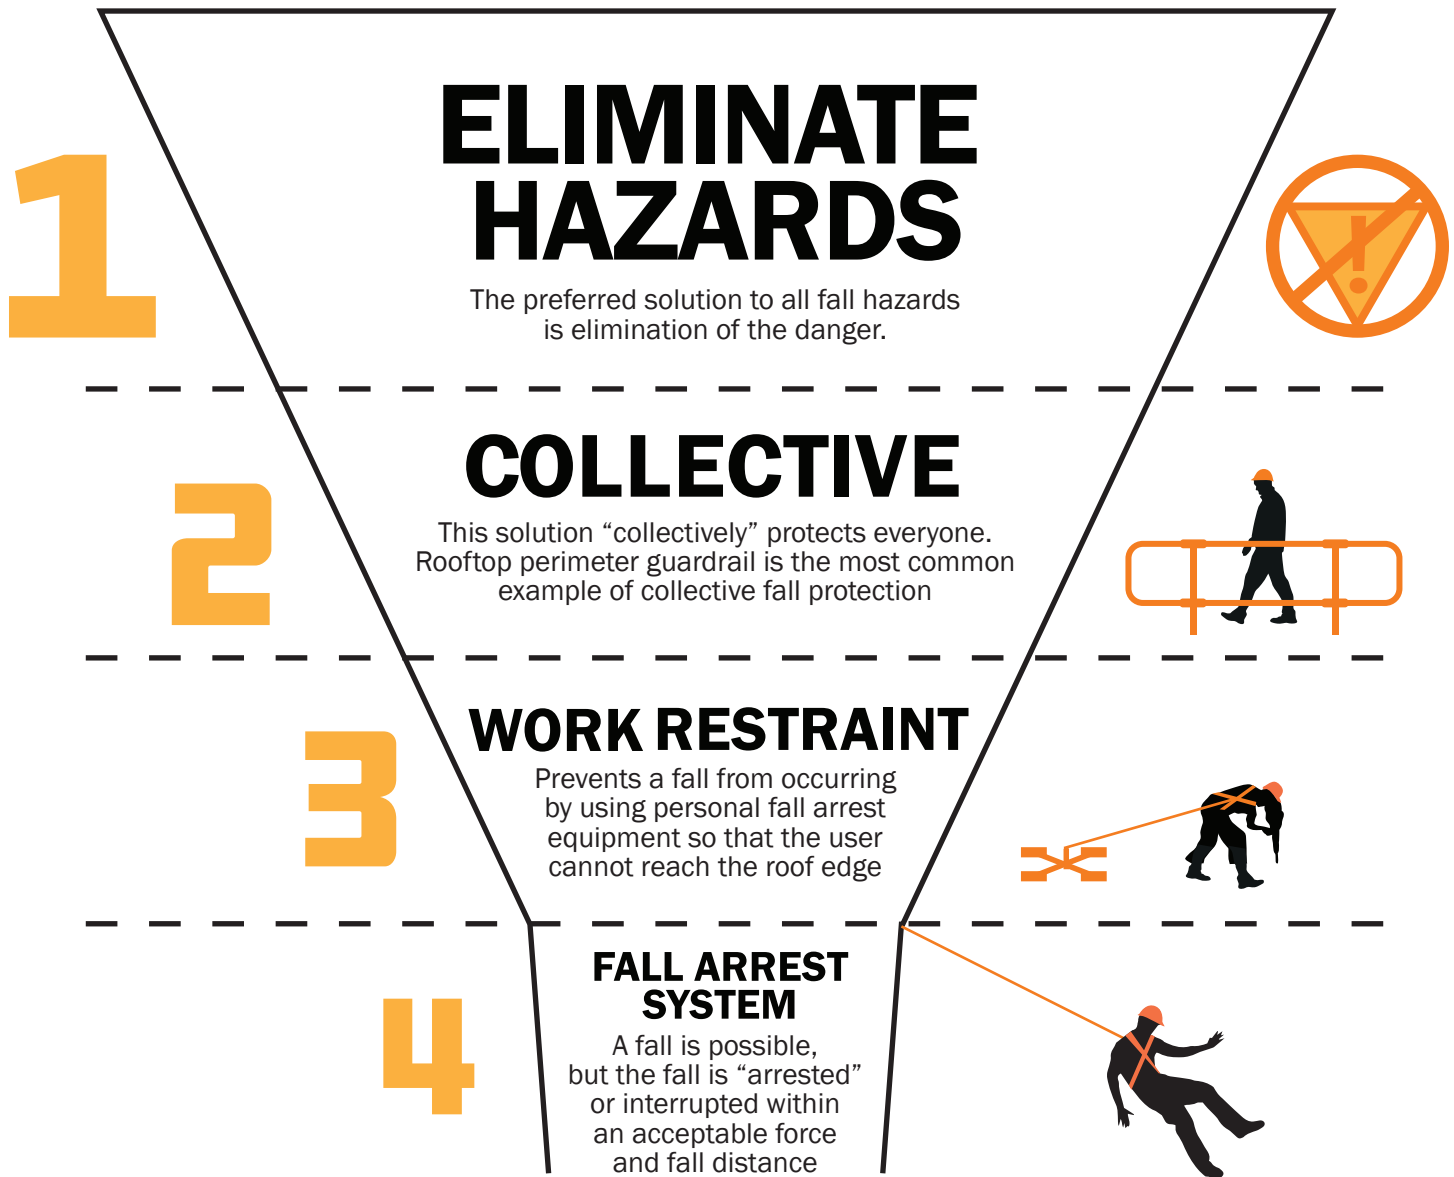 1
ELIMINATE
HAZARDS
The preferred solution to all fall hazards
is elimination of the danger.
!
2
COLLECTIVE
This solution “collectively” protects everyone.
Rooftop perimeter guardrail is the most common
example of collective fall protection
3
WORK RESTRAINT
Prevents a fall from occurring
by using personal fall arrest
equipment so that the user
cannot reach the roof edge
4
FALL ARREST
SYSTEM
A fall is possible,
but the fall is “arrested”
or interrupted within
an acceptable force
and fall distance